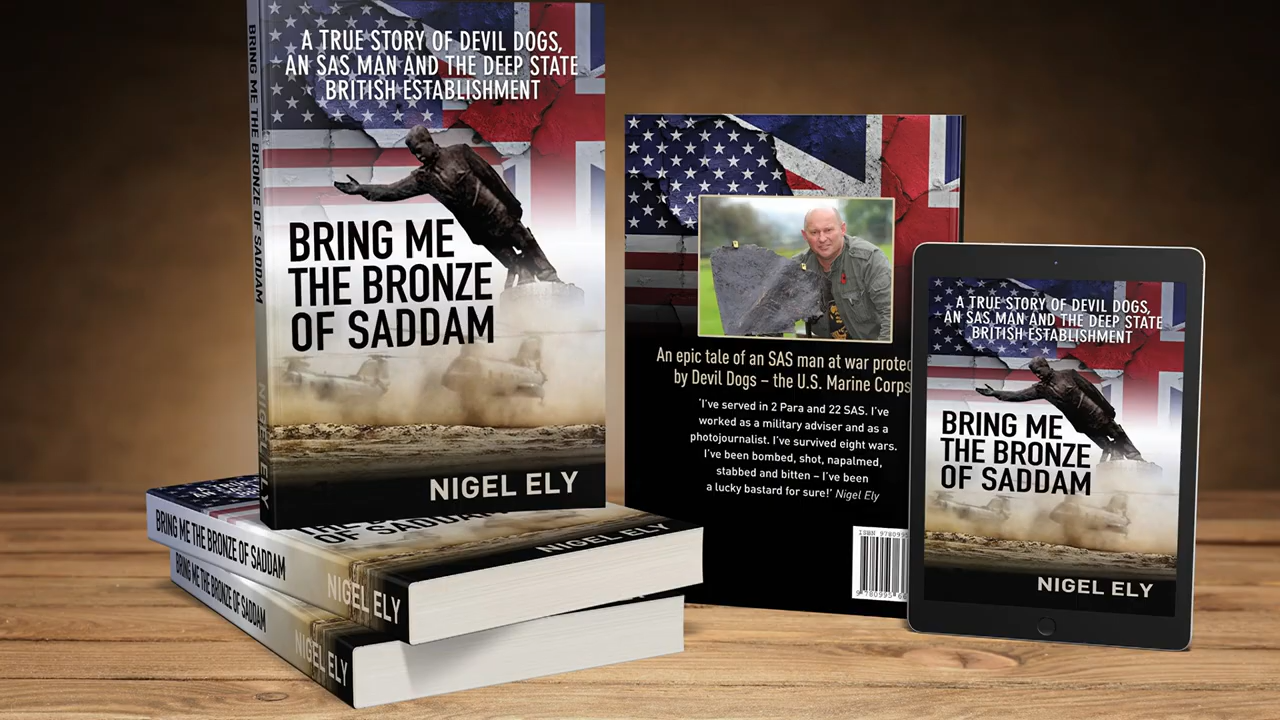 BRING ME THE BRONZE OF SADDAM
NIGEL ELY
A TRUE STORY OF DEVIL DOGS,
AN SAS MAN AND THE DEEP STATE
BRITISH ESTABLISHMENT
BRING ME
THE BRONZE
OF SADDAM
NIGEL ELY
OF SADDAM
NIGEL ELY
BRING ME THE BRONZE OF SADDAM
NIGEL ELY
BRING ME THE BRONZE OF SADDAM
NIGEL ELY
An epic tale of an SAS man at war protec
by Devil Dogs – the U.S. Marine Corps
'I've served in 2 Para and 22 SAS. I've
worked as a military adviser and as a
photojournalist. I've survived eight wars.
I've been bombed, shot, napalmed,
stabbed and bitten – I've been
a lucky bastard for sure!' Nigel Ely
ISBN 978099
9 780995
A TRUE STORY OF DEVIL DOGS,
AN SAS MAN AND THE DEEP STATE
BRITISH ESTABLISHMENT
BRING ME
THE BRONZE
OF SADDAM
NIGEL ELY